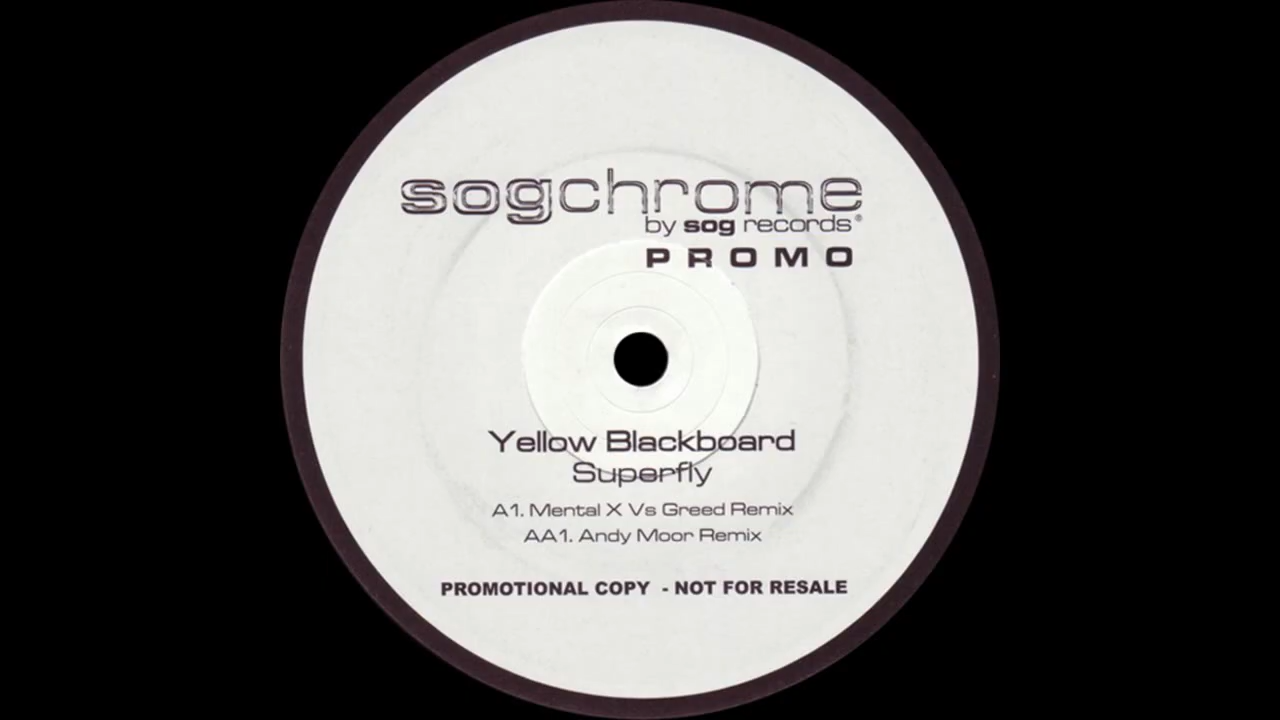 sogchrome
by sog records®
PROMO
Yellow Blackboard
Superfly
A1. Mental X Vs Greed Remix
AA1. Andy Moor Remix
PROMOTIONAL COPY - NOT FOR RESALE